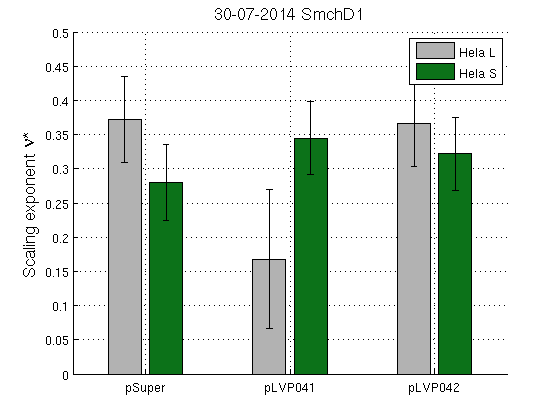 30-07-2014 SmchD1
Hela L
Hela S
Scaling exponent ν*
0.5
0.45
0.4
0.35
0.3
0.25
0.2
0.15
0.1
0.05
0
pSuper
pLVP041
pLVP042